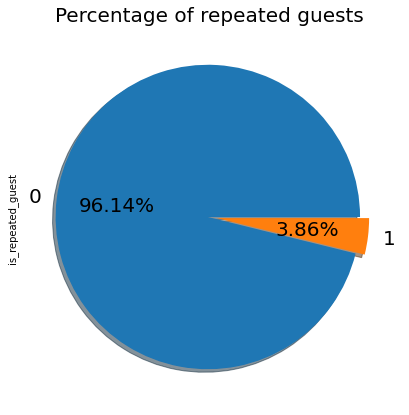 Percentage of repeated guests
is_repeated_guest
0
96.14%
3.86%
1